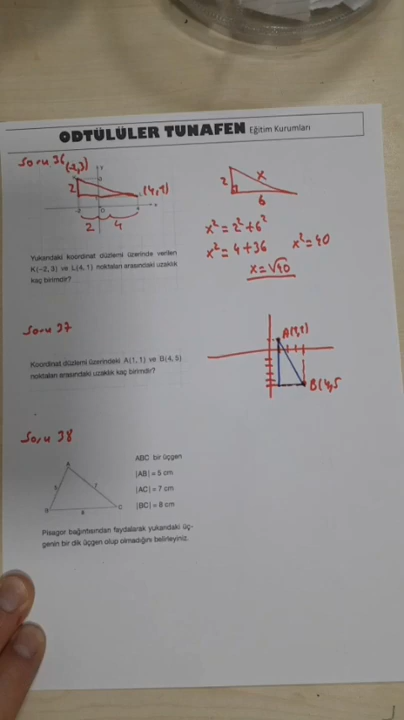 ODTÜLÜLER TUNAFEN Eğitim Kurumları
Soru 36
(-2,3)
2
(4,1)
2 4
2 x
6
x² = 2² + 6²
x² = 4 + 36 x² = 40
x = √40
Yukarıdaki koordinat düzlemi üzerinde verilen
K(−2, 3) ve L(4, 1) noktaları arasındaki uzaklık
kaç birimdir?
Soru 37
Koordinat düzlemi üzerindeki A(1, 1) ve B(4, 5)
noktaları arasındaki uzaklık kaç birimdir?
B(4,5
Soru 38
A
B
C
5
7
8
ABC bir üçgen
|AB| = 5 cm
|AC| = 7 cm
|BC| = 8 cm
Pisagor bağıntısından faydalarak yukarıdaki üç-
genin bir dik üçgen olup olmadığını belirleyiniz.